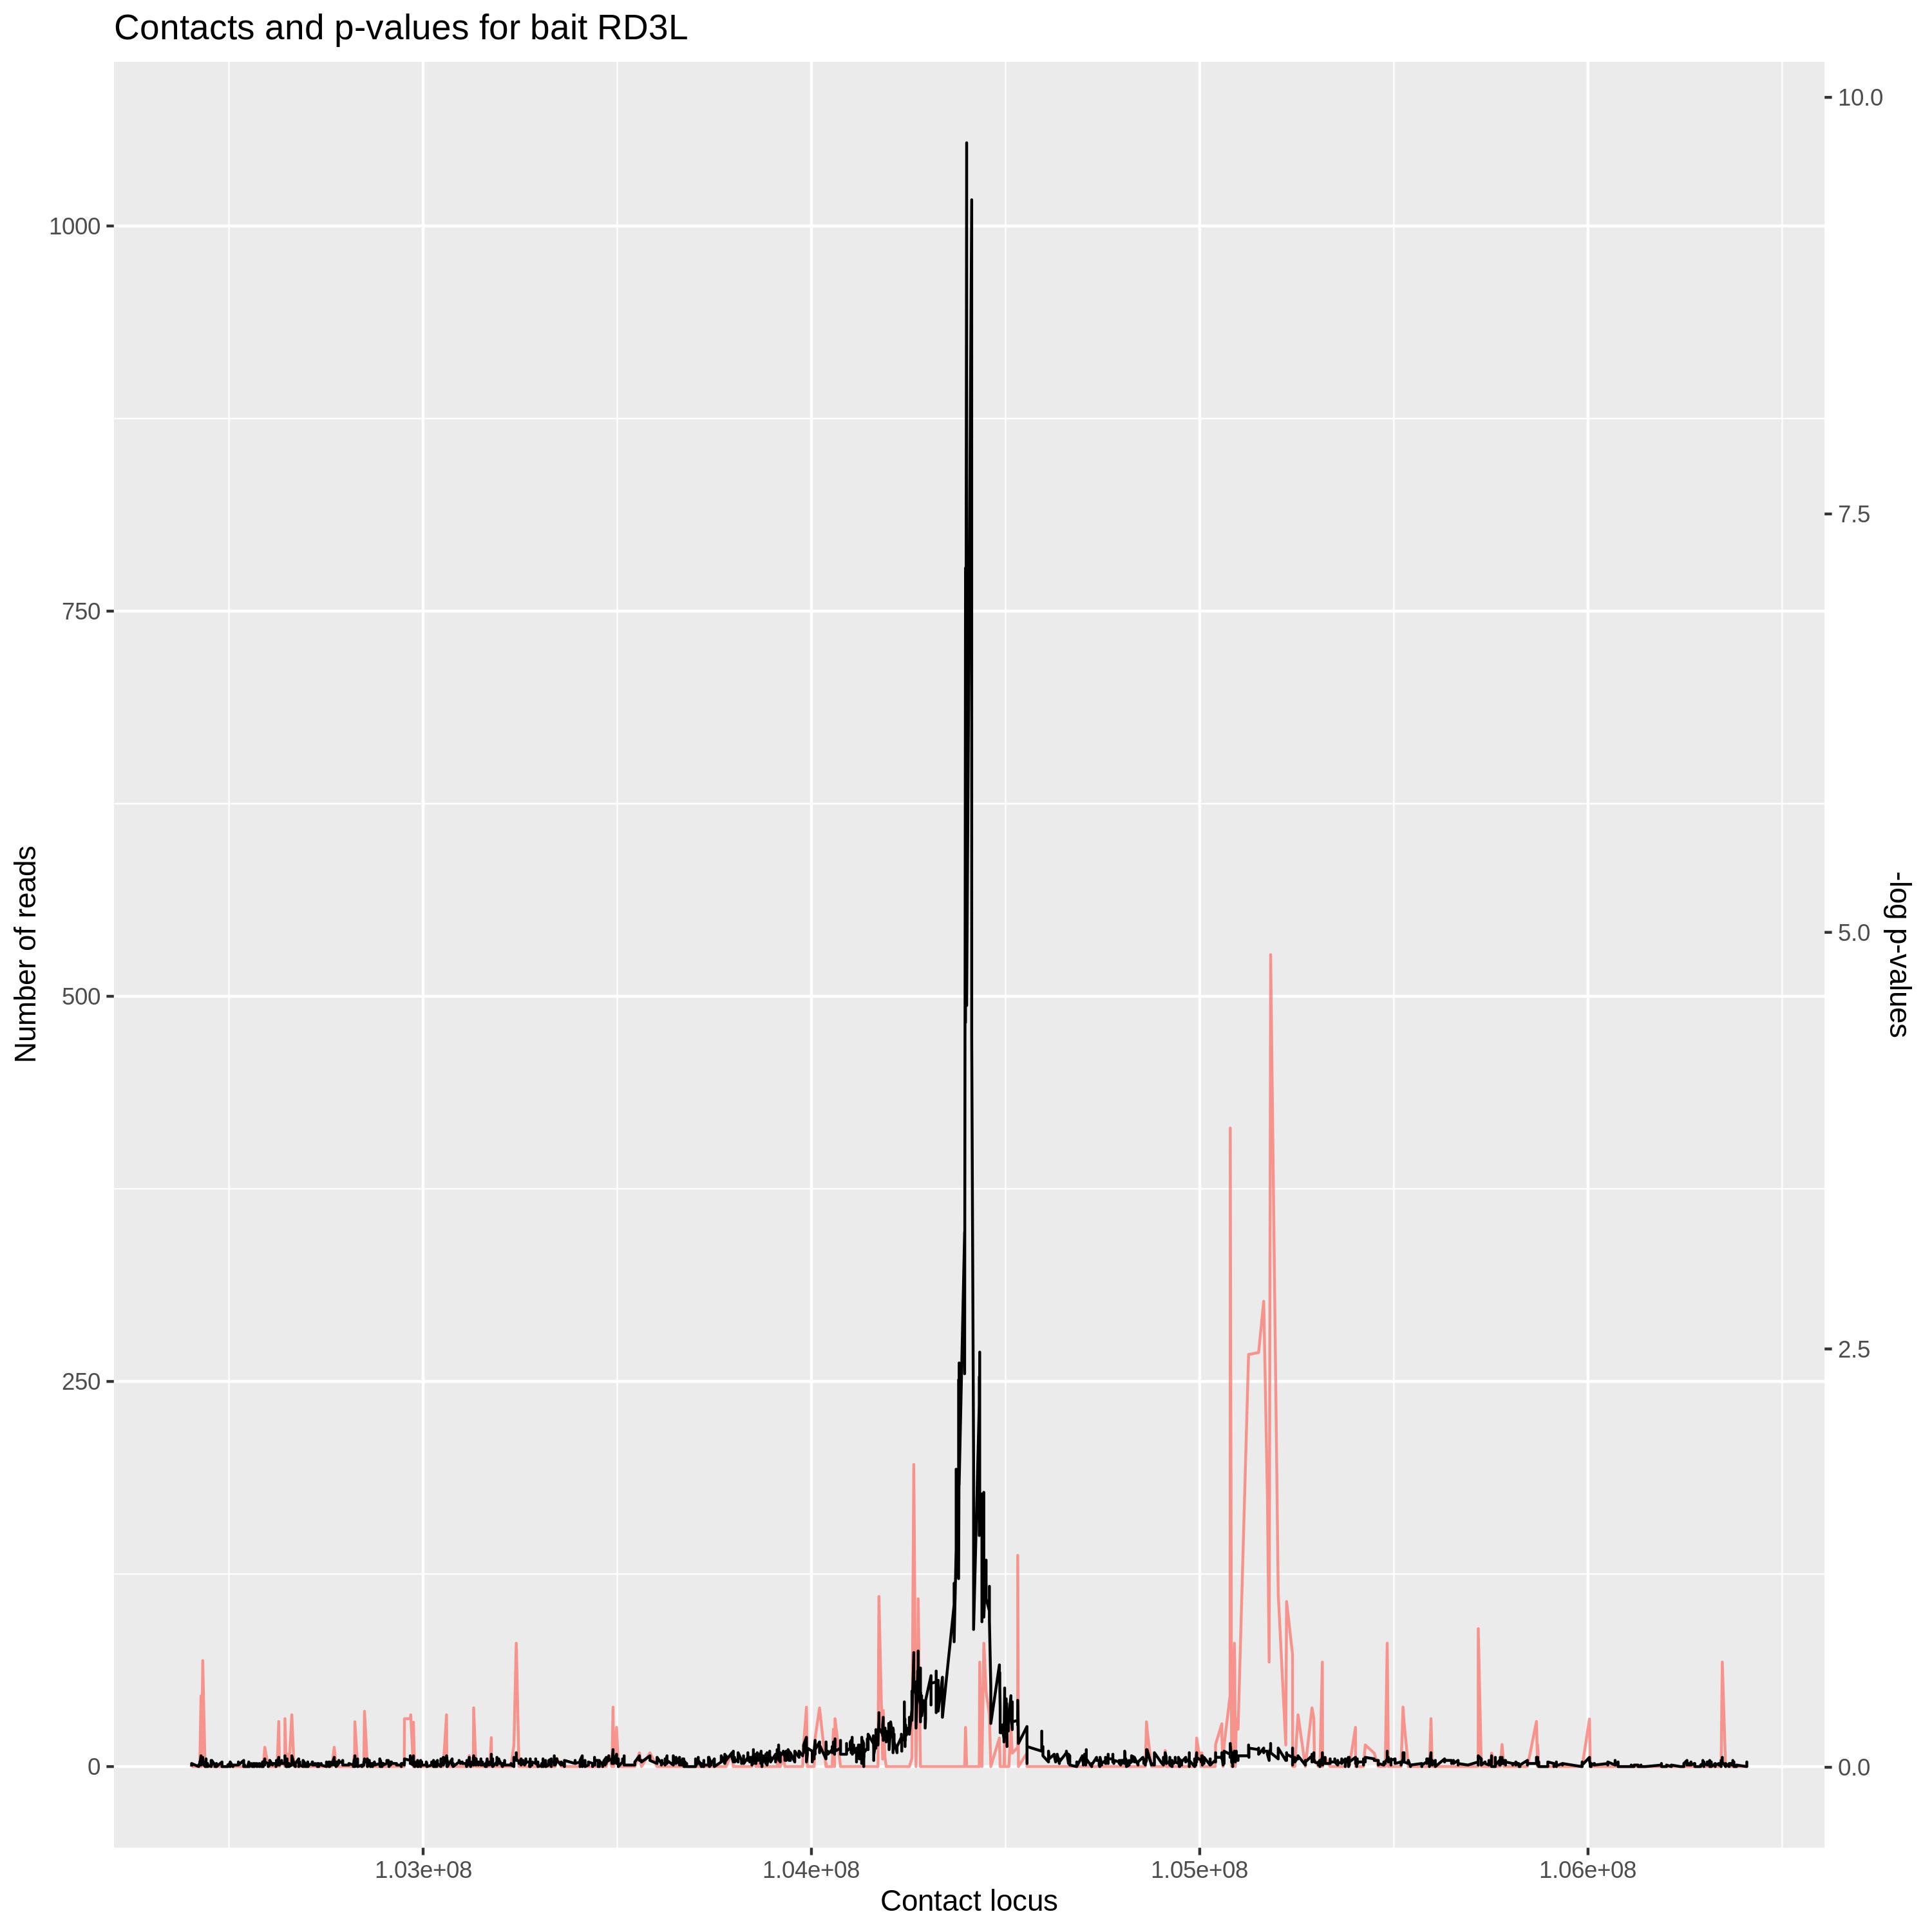 Contacts and p-values for bait RD3L
10.0
1000
7.5
750
Number of reads
-log p-values
5.0
500
2.5
250
0
0.0
1.03e+08
1.04e+08
1.05e+08
1.06e+08
Contact locus